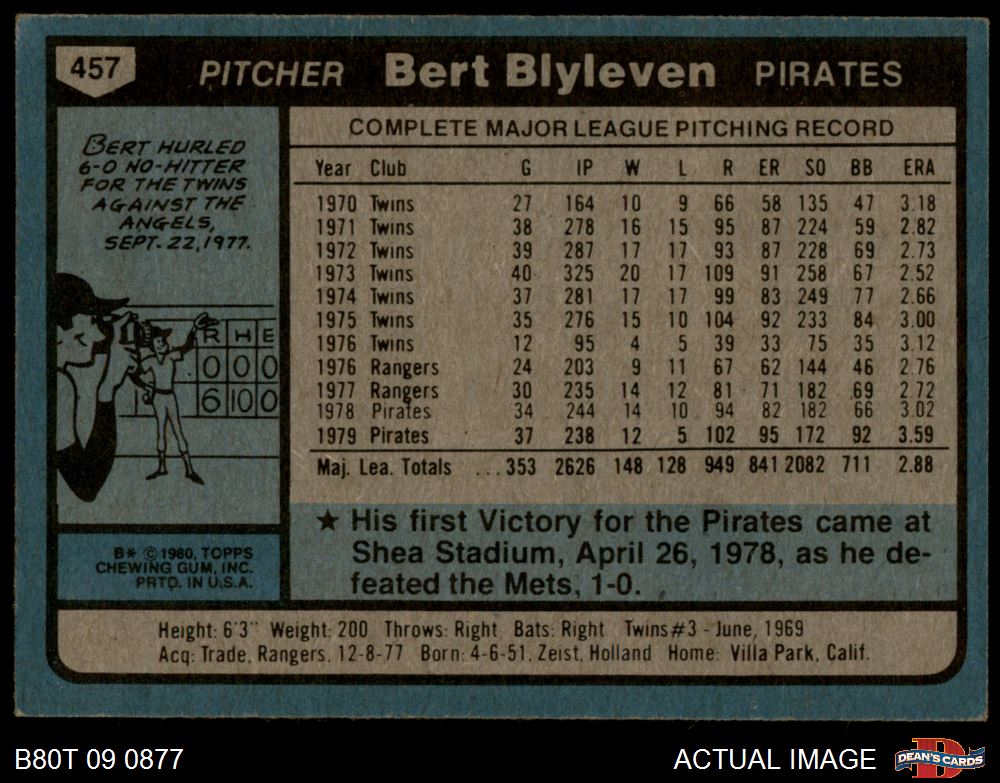 457 PITCHER Bert Blyleven PIRATES
BERT HURLED
6-0 NO-HITTER
FOR THE TWINS
AGAINST THE
ANGELS,
SEPT. 22, 1977.
R H E
0 0 0
6 10 0
B* © 1980, TOPPS
CHEWING GUM, INC.
PRTD. IN U.S.A.
COMPLETE MAJOR LEAGUE PITCHING RECORD
Year Club G IP W L R ER SO BB ERA
1970 Twins 27 164 10 9 66 58 135 47 3.18
1971 Twins 38 278 16 15 95 87 224 59 2.82
1972 Twins 39 287 17 17 93 87 228 69 2.73
1973 Twins 40 325 20 17 109 91 258 67 2.52
1974 Twins 37 281 17 17 99 83 249 77 2.66
1975 Twins 35 276 15 10 104 92 233 84 3.00
1976 Twins 12 95 4 5 39 33 75 35 3.12
1976 Rangers 24 203 9 11 67 62 144 46 2.76
1977 Rangers 30 235 14 12 81 71 182 69 2.72
1978 Pirates 34 244 14 10 94 82 182 66 3.02
1979 Pirates 37 238 12 5 102 95 172 92 3.59
Maj. Lea. Totals ...353 2626 148 128 949 841 2082 711 2.88
★ His first Victory for the Pirates came at
Shea Stadium, April 26, 1978, as he de-
feated the Mets, 1-0.
Height: 6'3" Weight: 200 Throws: Right Bats: Right Twins #3 - June, 1969
Acq: Trade, Rangers, 12-8-77 Born: 4-6-51, Zeist, Holland Home: Villa Park, Calif.
B80T 09 0877 ACTUAL IMAGE D DEAN'S CARDS